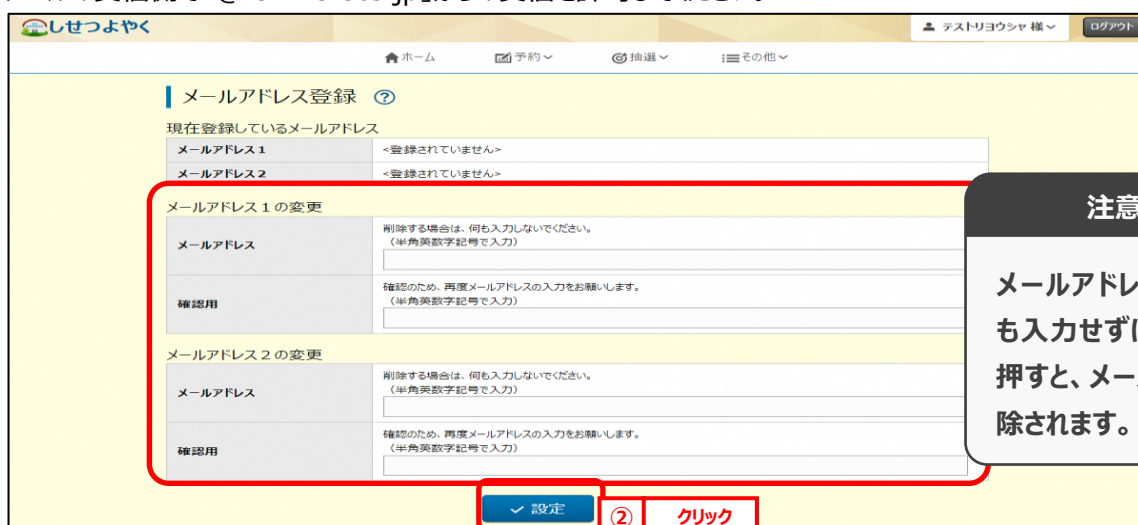 しせつよやく
テストリヨウシャ 様
ログアウト
ホーム 予約 抽選 その他
メールアドレス登録 ?
現在登録しているメールアドレス
メールアドレス１ <登録されていません>
メールアドレス２ <登録されていません>
メールアドレス１の変更
メールアドレス
削除する場合は、何も入力しないでください。
（半角英数字記号で入力）
確認用
確認のため、再度メールアドレスの入力をお願いします。
（半角英数字記号で入力）
メールアドレス２の変更
メールアドレス
削除する場合は、何も入力しないでください。
（半角英数字記号で入力）
確認用
確認のため、再度メールアドレスの入力をお願いします。
（半角英数字記号で入力）
設定
② クリック
注意
メールアドレ
も入力せずに
押すと、メー
除されます。